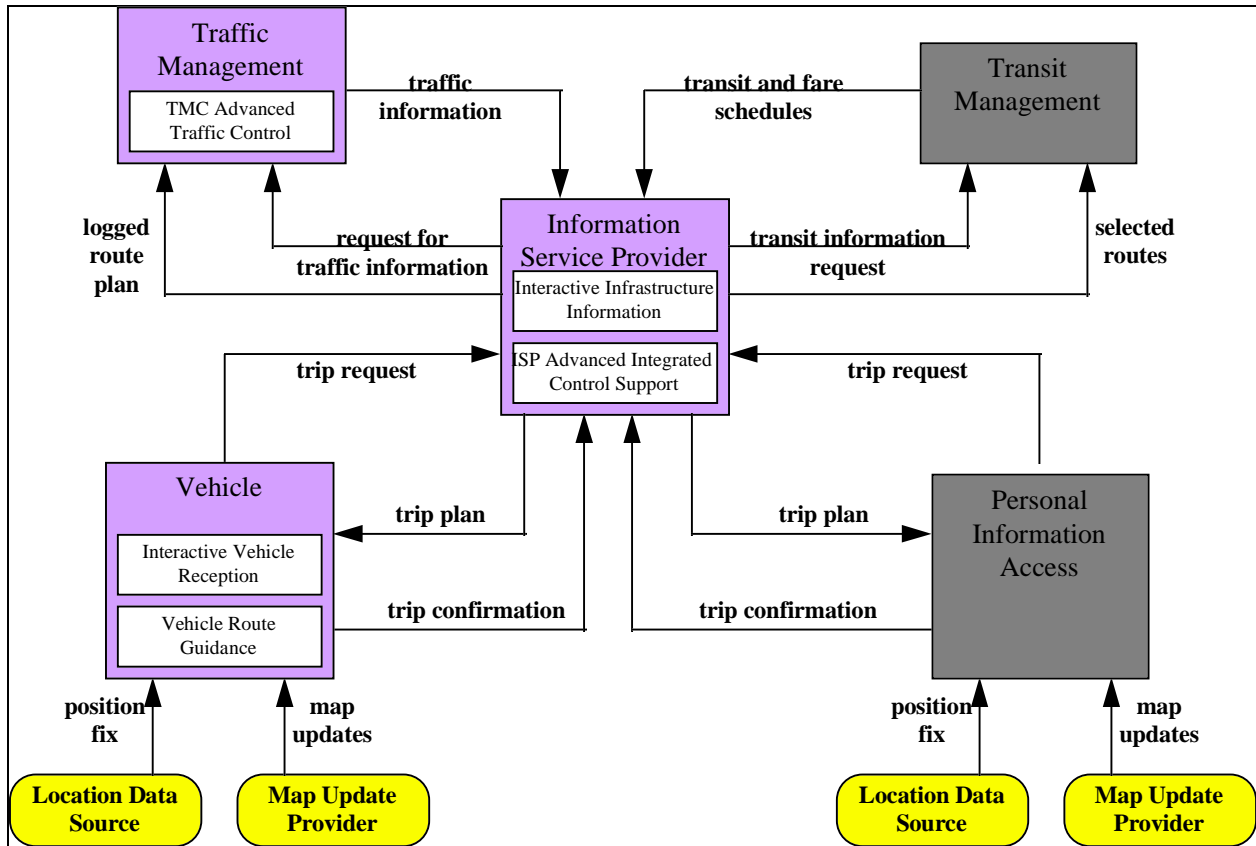 Traffic
Management
TMC Advanced
Traffic Control
traffic
information
transit and fare
schedules
Transit
Management
logged
route
plan
request for
traffic information
Information
Service Provider
Interactive Infrastructure
Information
ISP Advanced Integrated
Control Support
transit information
request
selected
routes
trip request
trip request
Vehicle
Interactive Vehicle
Reception
Vehicle Route
Guidance
trip plan
trip confirmation
trip plan
trip confirmation
Personal
Information
Access
position
fix
map
updates
position
fix
map
updates
Location Data
Source
Map Update
Provider
Location Data
Source
Map Update
Provider